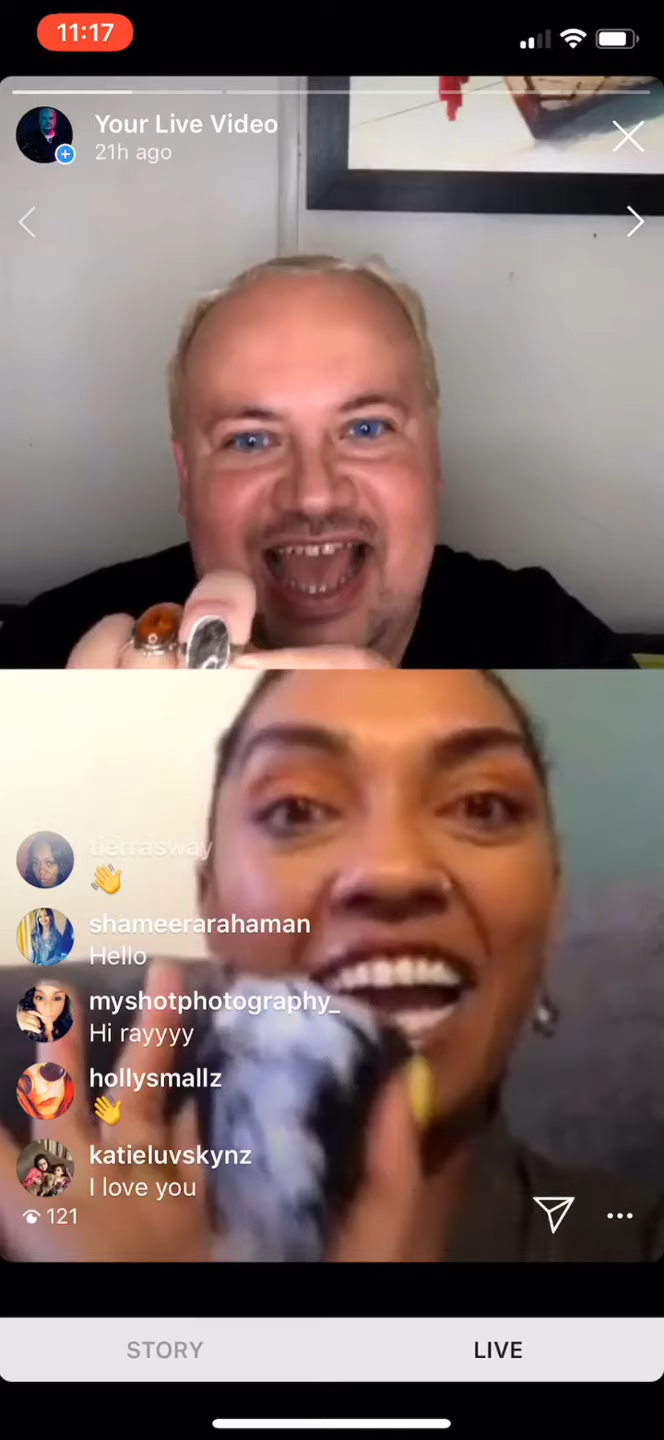 11:17
Your Live Video
21h ago
tierrasway
👋
shameerarahaman
Hello
myshotphotography_
Hi rayyyy
hollysmallz
👋
katieluvskynz
I love you
121
STORY
LIVE